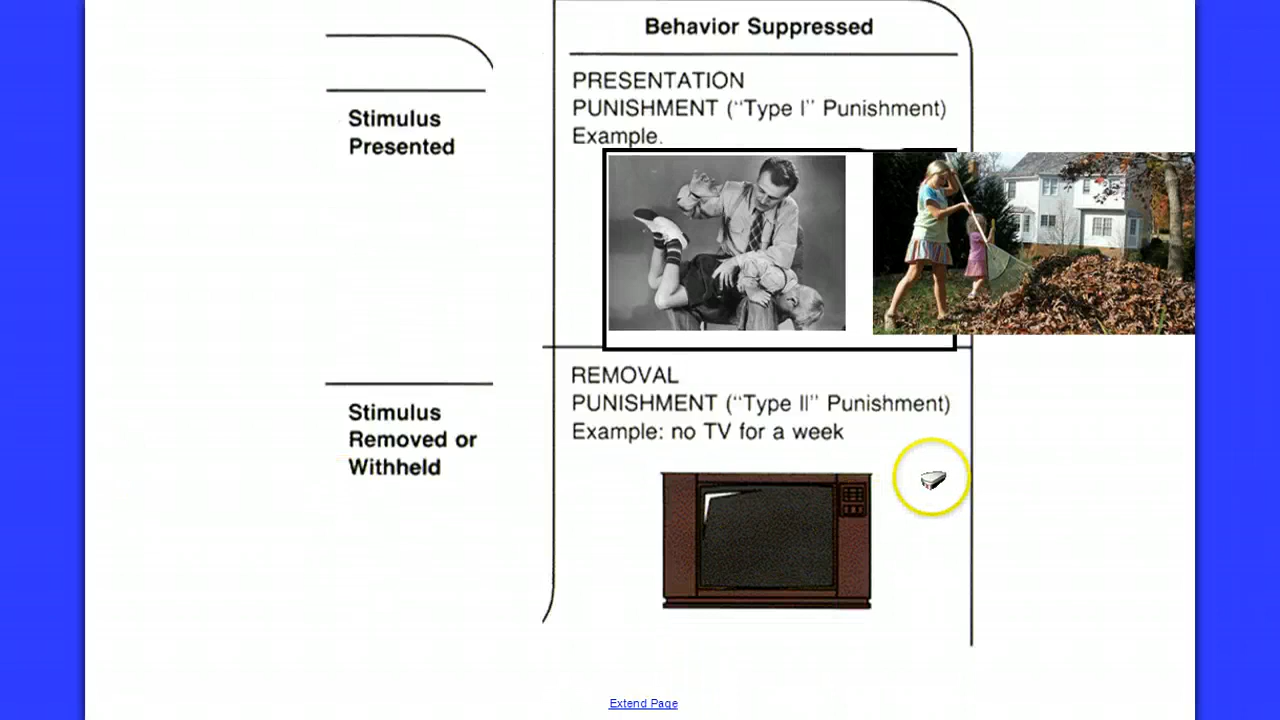 Behavior Suppressed
Stimulus
Presented
PRESENTATION
PUNISHMENT (“Type I” Punishment)
Example.
Stimulus
Removed or
Withheld
REMOVAL
PUNISHMENT (“Type II” Punishment)
Example: no TV for a week
Extend Page